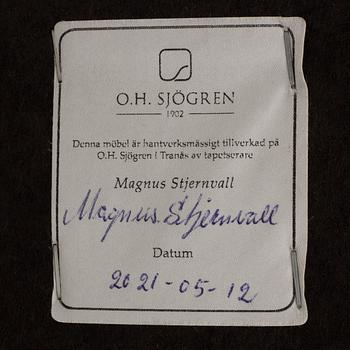 O.H. SJÖGREN
1902
Denna möbel är hantverksmässigt tillverkad på
O.H. Sjögren i Tranås av tapetserare
Magnus Stjernvall
Magnus Stjernvall
Datum
2021-05-12